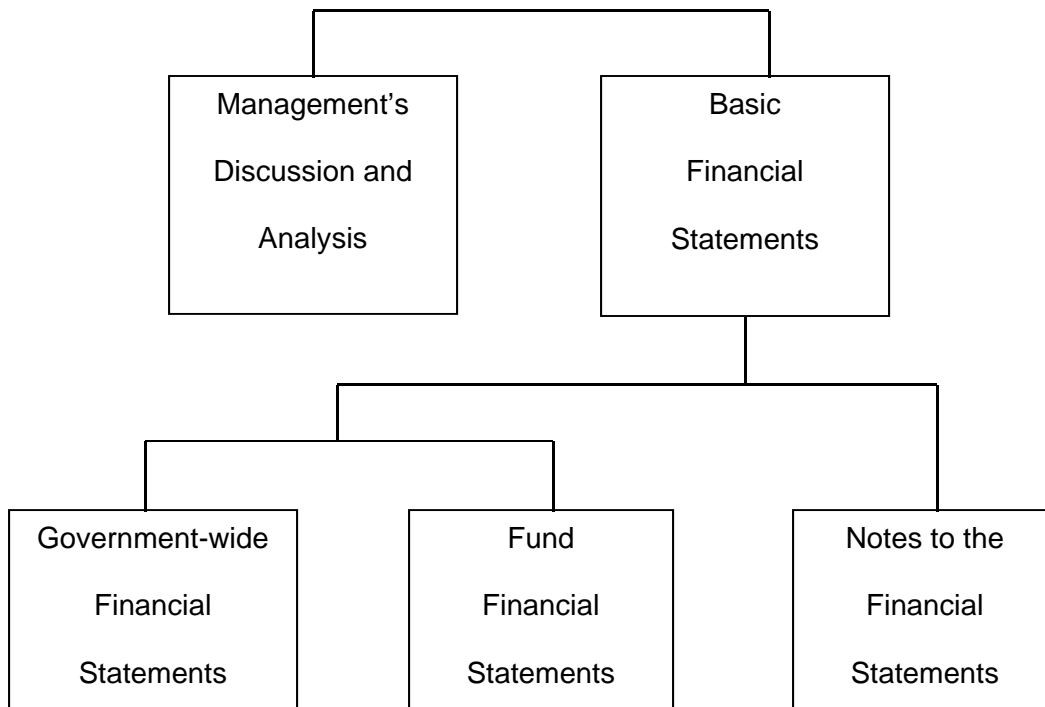 Management’s
Discussion and
Analysis
Basic
Financial
Statements
Government-wide
Financial
Statements
Fund
Financial
Statements
Notes to the
Financial
Statements